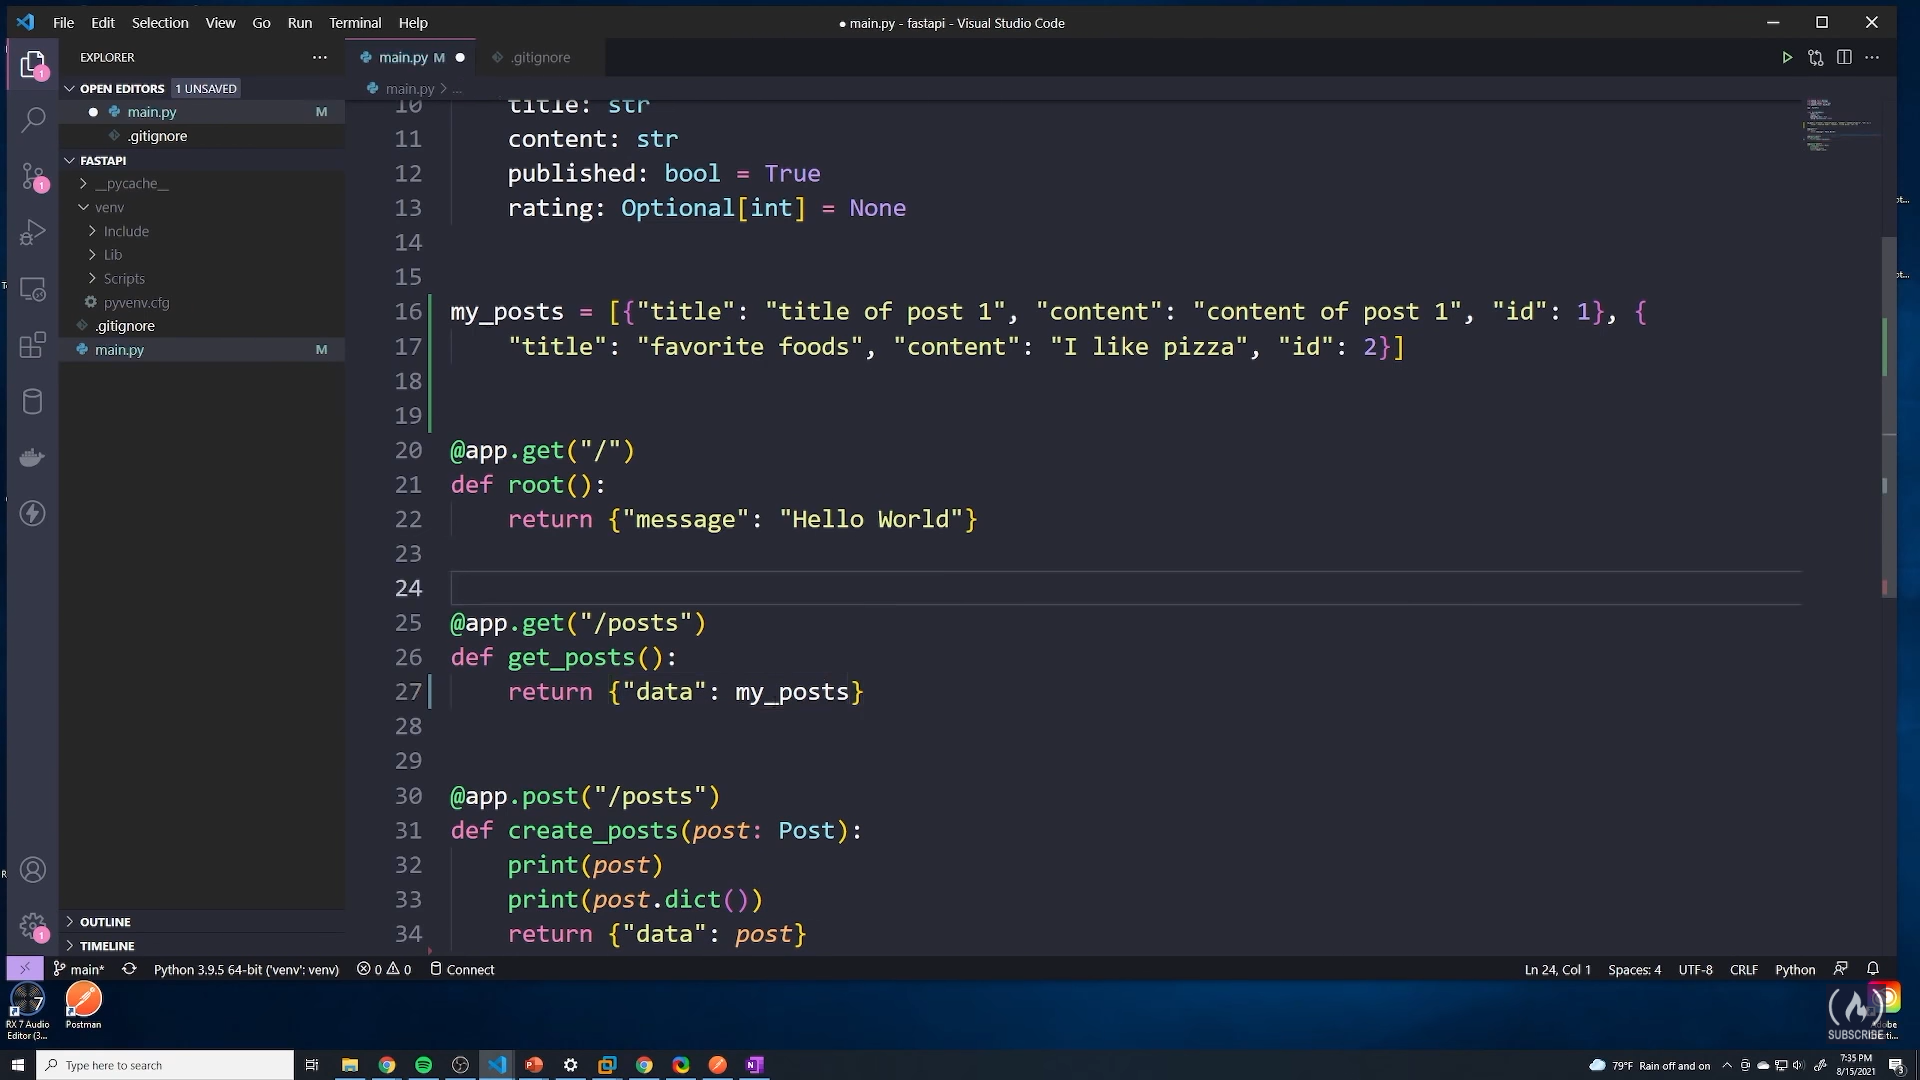 File Edit Selection View Go Run Terminal Help
● main.py - fastapi - Visual Studio Code
EXPLORER
main.py M
.gitignore
OPEN EDITORS 1 UNSAVED
main.py > ...
main.py M
.gitignore
FASTAPI
__pycache__
venv
Include
Lib
Scripts
pyvenv.cfg
.gitignore
main.py M
OUTLINE
TIMELINE
10 title: str
11 content: str
12 published: bool = True
13 rating: Optional[int] = None
14
15
16 my_posts = [{"title": "title of post 1", "content": "content of post 1", "id": 1}, {
17 "title": "favorite foods", "content": "I like pizza", "id": 2}]
18
19
20 @app.get("/")
21 def root():
22 return {"message": "Hello World"}
23
24
25 @app.get("/posts")
26 def get_posts():
27 return {"data": my_posts}
28
29
30 @app.post("/posts")
31 def create_posts(post: Post):
32 print(post)
33 print(post.dict())
34 return {"data": post}
main* Python 3.9.5 64-bit ('venv': venv) 0 0 Connect
Ln 24, Col 1 Spaces: 4 UTF-8 CRLF Python
RX 7 Audio
Editor (3...
Postman
SUBSCRIBE
Type here to search
79°F Rain off and on
7:35 PM
8/15/2021